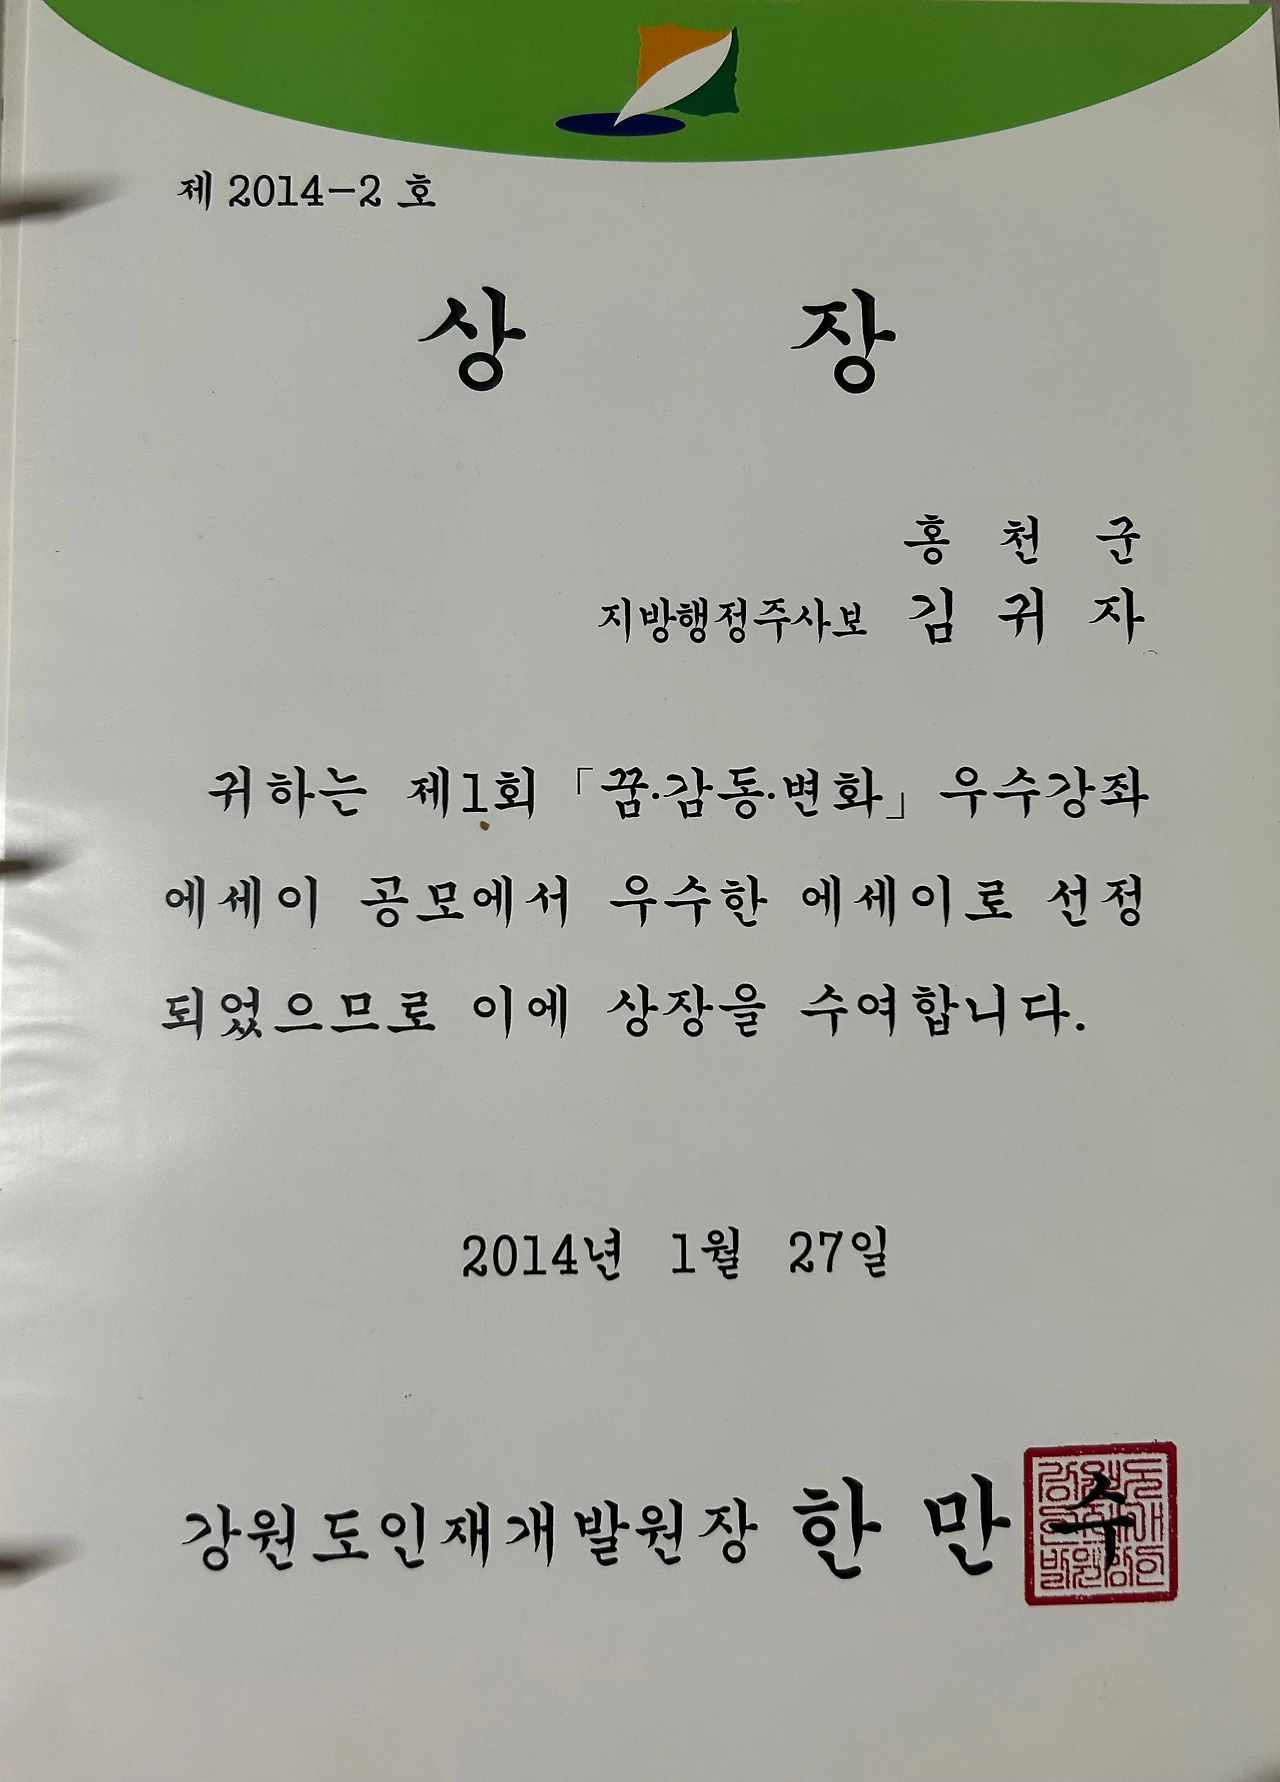 제 2014-2 호
상 장
홍 천 군
지방행정주사보 김 귀 자
귀하는 제1회 「꿈·감동·변화」 우수강좌
에세이 공모에서 우수한 에세이로 선정
되었으므로 이에 상장을 수여합니다.
2014년 1월 27일
강원도인재개발원장 한 만 수